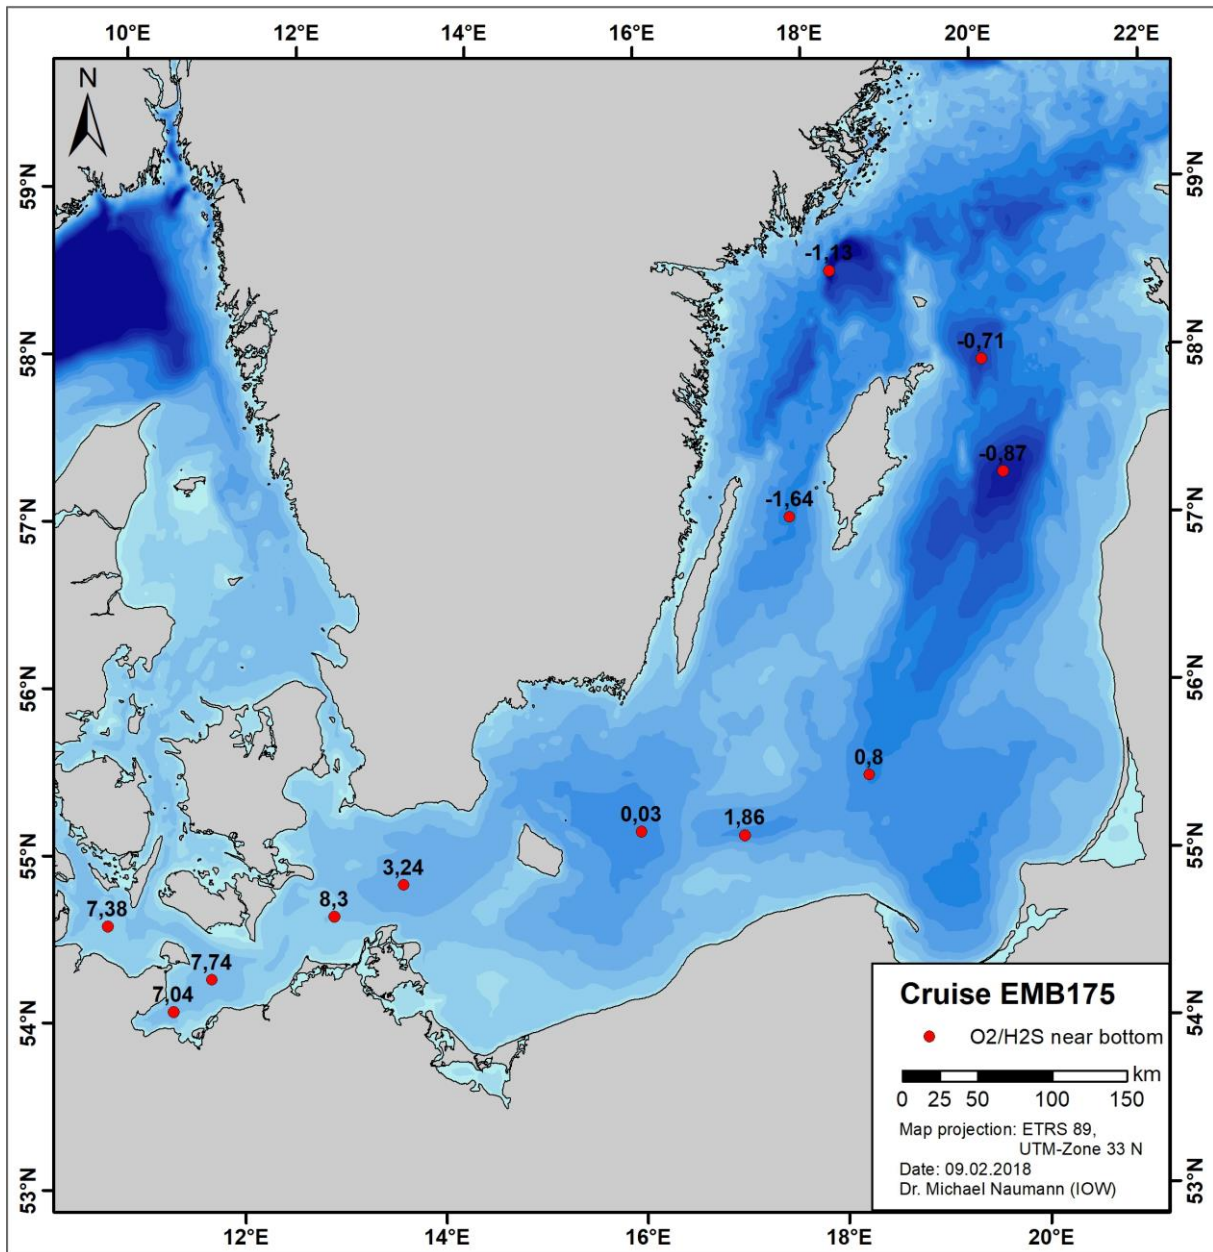 10°E 12°E 14°E 16°E 18°E 20°E 22°E
N
59°N 59°N
-1,13
58°N 58°N
-0,71
-0,87
57°N 57°N
-1,64
56°N 56°N
0,8
0,03
1,86
55°N 55°N
3,24
8,3
7,38
7,74
7,04
54°N 54°N
53°N 53°N
Cruise EMB175
O2/H2S near bottom
km
0 25 50 100 150
Map projection: ETRS 89,
UTM-Zone 33 N
Date: 09.02.2018
Dr. Michael Naumann (IOW)
12°E 14°E 16°E 18°E 20°E